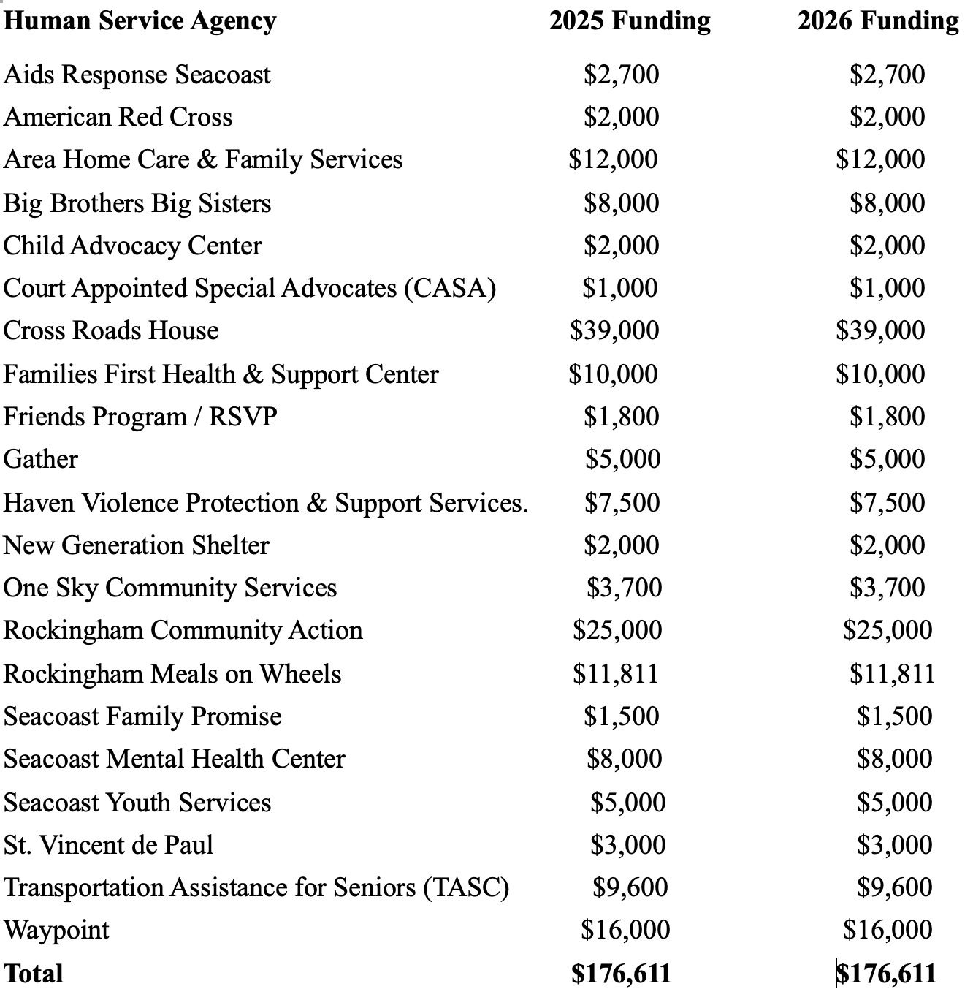 Human Service Agency 2025 Funding 2026 Funding
Aids Response Seacoast $2,700 $2,700
American Red Cross $2,000 $2,000
Area Home Care & Family Services $12,000 $12,000
Big Brothers Big Sisters $8,000 $8,000
Child Advocacy Center $2,000 $2,000
Court Appointed Special Advocates (CASA) $1,000 $1,000
Cross Roads House $39,000 $39,000
Families First Health & Support Center $10,000 $10,000
Friends Program / RSVP $1,800 $1,800
Gather $5,000 $5,000
Haven Violence Protection & Support Services. $7,500 $7,500
New Generation Shelter $2,000 $2,000
One Sky Community Services $3,700 $3,700
Rockingham Community Action $25,000 $25,000
Rockingham Meals on Wheels $11,811 $11,811
Seacoast Family Promise $1,500 $1,500
Seacoast Mental Health Center $8,000 $8,000
Seacoast Youth Services $5,000 $5,000
St. Vincent de Paul $3,000 $3,000
Transportation Assistance for Seniors (TASC) $9,600 $9,600
Waypoint $16,000 $16,000
Total $176,611 $176,611